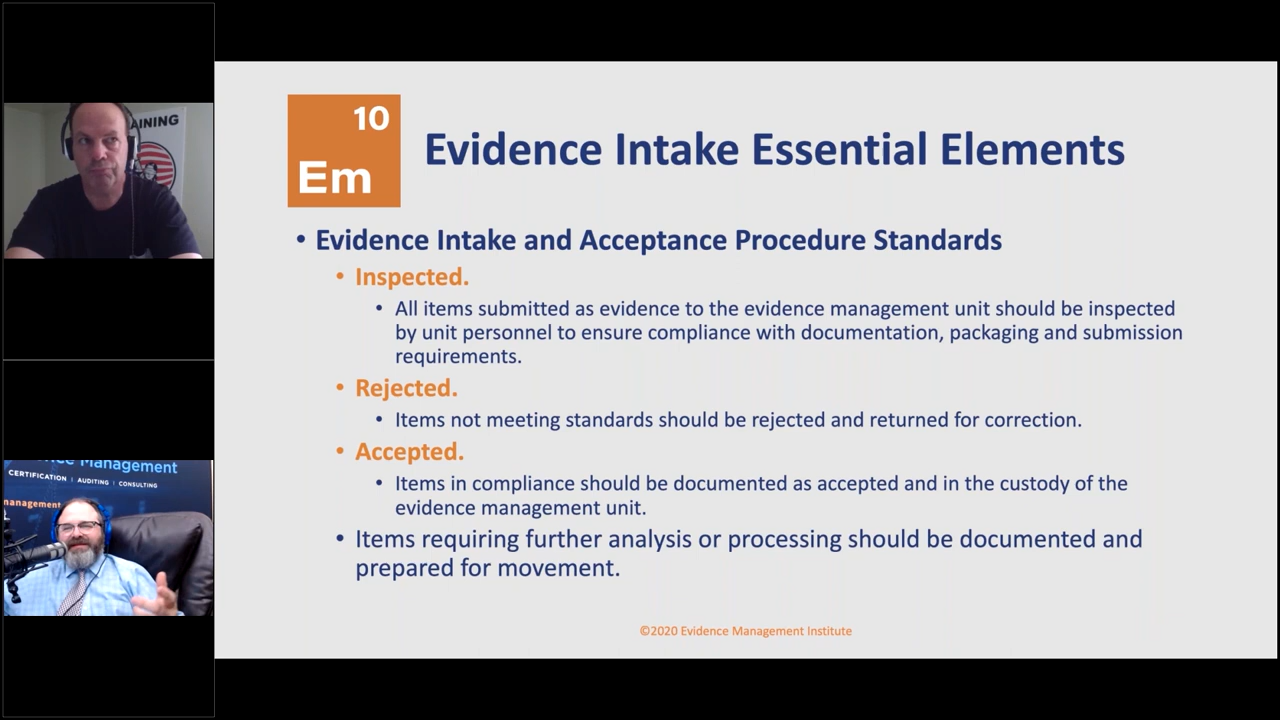 AINING
ence Management
CERTIFICATION | AUDITING | CONSULTING
management
10
Em
Evidence Intake Essential Elements
• Evidence Intake and Acceptance Procedure Standards
• Inspected.
• All items submitted as evidence to the evidence management unit should be inspected
by unit personnel to ensure compliance with documentation, packaging and submission
requirements.
• Rejected.
• Items not meeting standards should be rejected and returned for correction.
• Accepted.
• Items in compliance should be documented as accepted and in the custody of the
evidence management unit.
• Items requiring further analysis or processing should be documented and
prepared for movement.
©2020 Evidence Management Institute